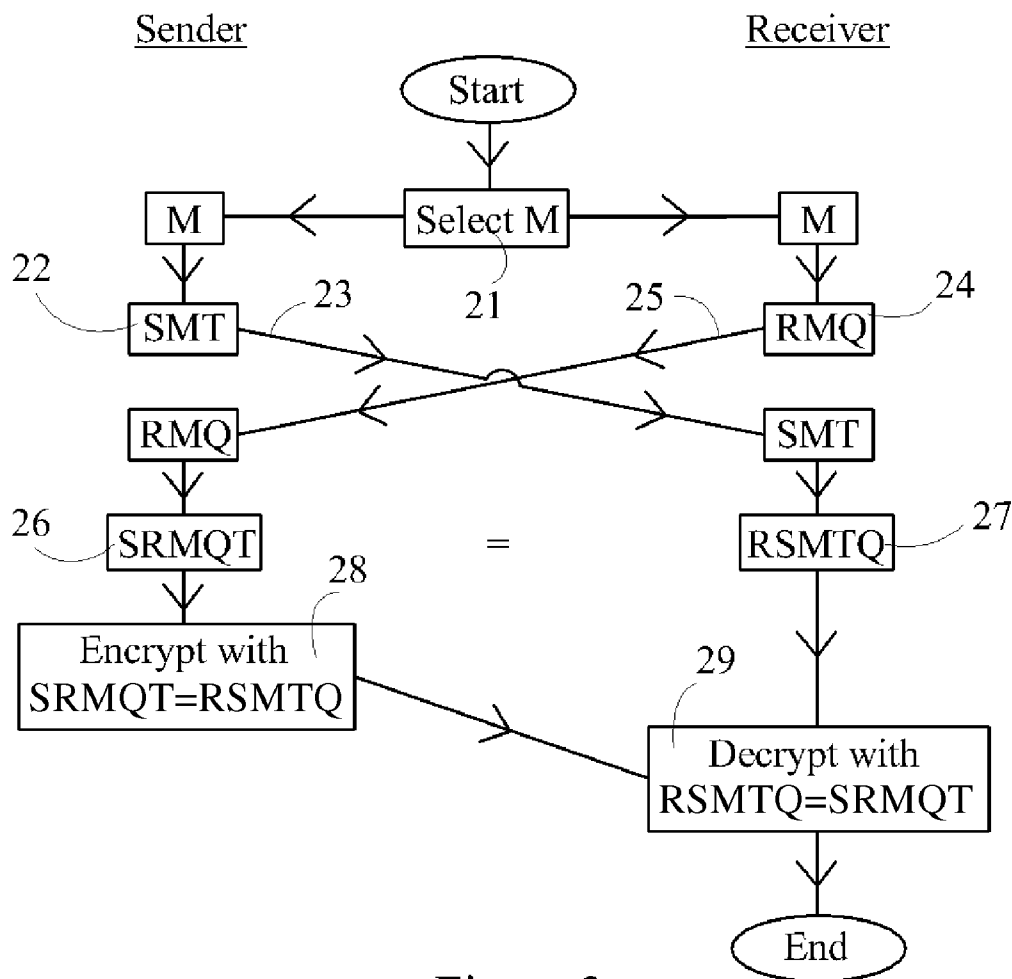 Sender
Receiver
Start
M
Select M
M
22
23
21
25
24
SMT
RMQ
RMQ
SMT
26
SRMQT
=
RSMTQ
27
28
Encrypt with
SRMQT=RSMTQ
29
Decrypt with
RSMTQ=SRMQT
End